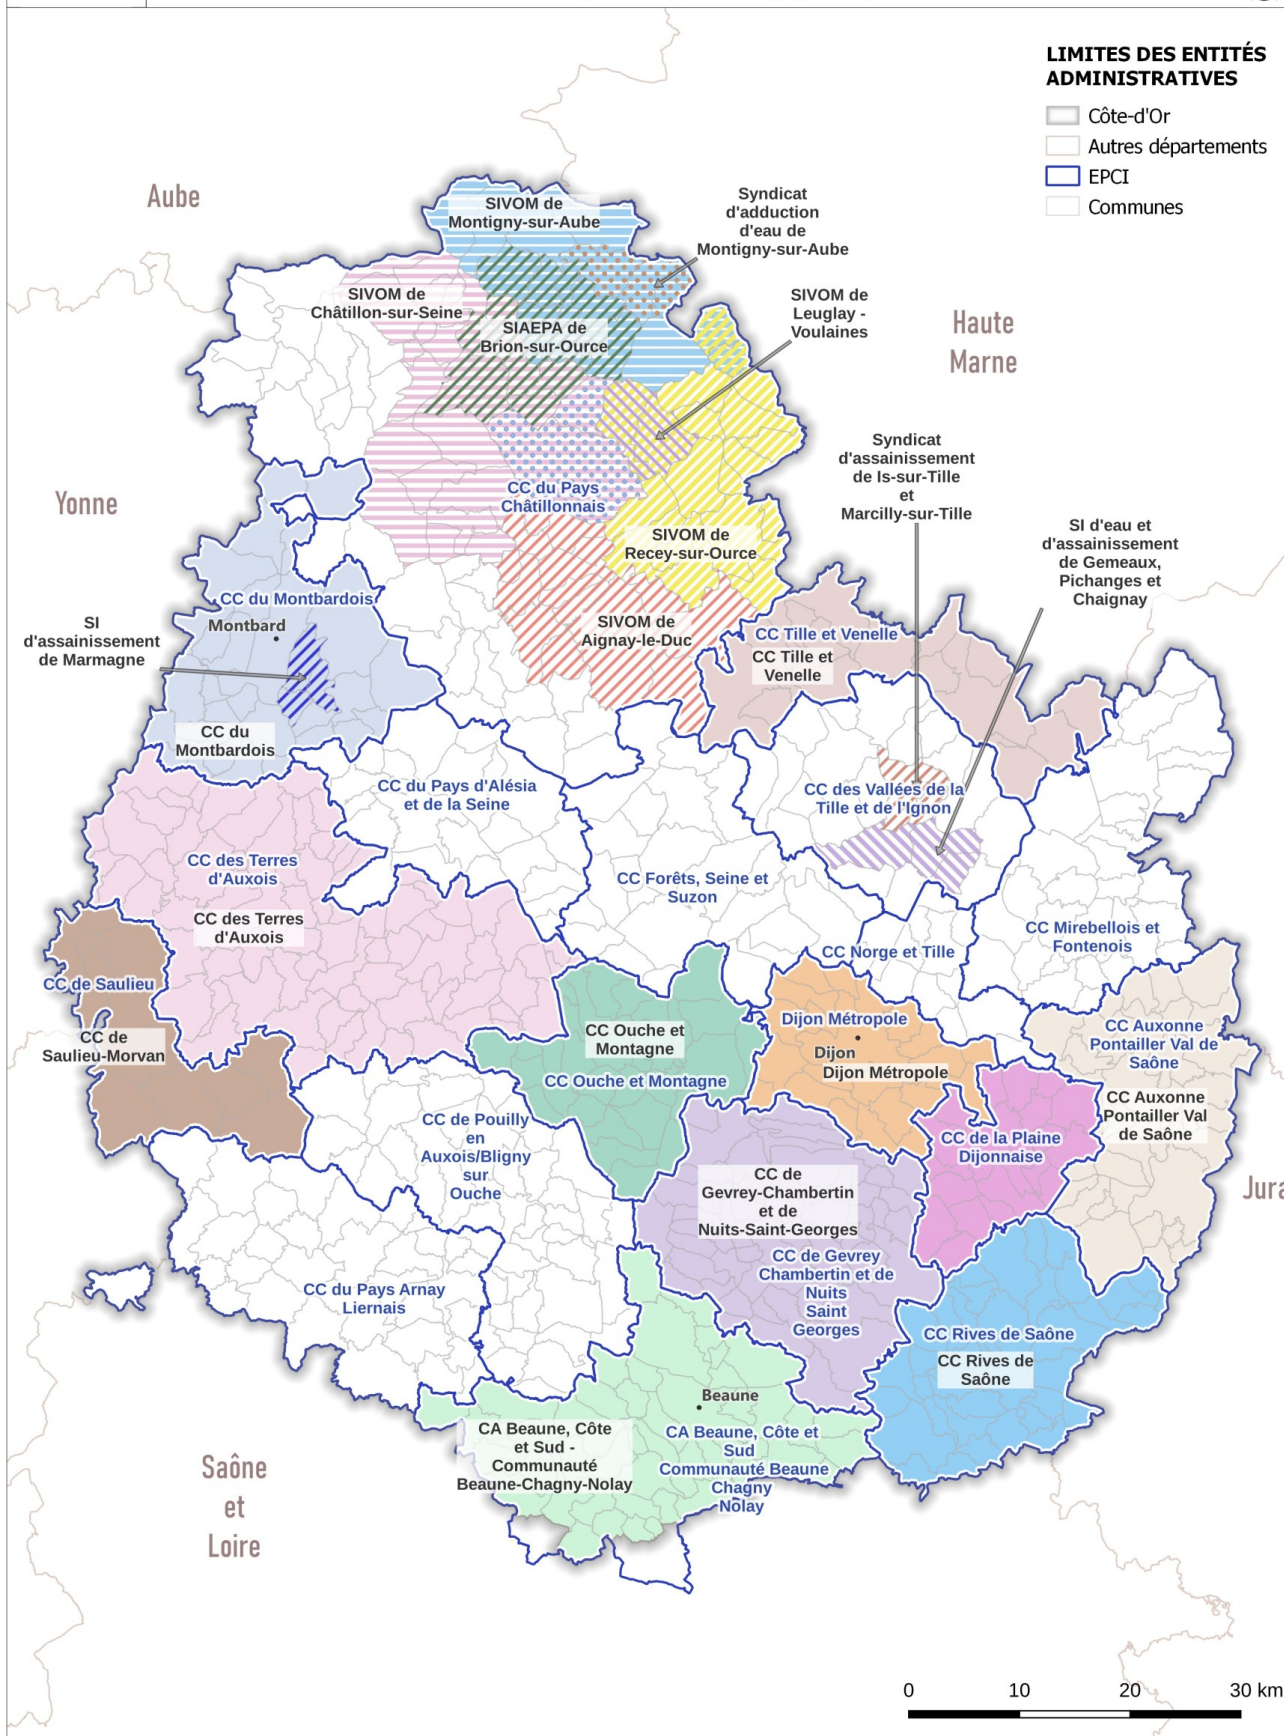 LIMITES DES ENTITÉS
ADMINISTRATIVES
Côte-d'Or
Autres départements
EPCI
Communes
Aube
SIVOM de
Montigny-sur-Aube
Syndicat
d'adduction
d'eau de
Montigny-sur-Aube
SIVOM de
Châtillon-sur-Seine
SIAEPA de
Brion-sur-Ource
SIVOM de
Leuglay -
Voulaines
Haute
Marne
Syndicat
d'assainissement
de Is-sur-Tille
et
Marcilly-sur-Tille
Yonne
CC du Pays
Châtillonnais
SIVOM de
Recey-sur-Ource
SI d'eau et
d'assainissement
de Gemeaux,
Pichanges et
Chaignay
CC du Montbardois
Montbard
SI
d'assainissement
de Marmagne
SIVOM de
Aignay-le-Duc
CC Tille et Venelle
CC Tille et
Venelle
CC du
Montbardois
CC du Pays d'Alésia
et de la Seine
CC des Vallées de la
Tille et de l'Ignon
CC des Terres
d'Auxois
CC des Terres
d'Auxois
CC Forêts, Seine et
Suzon
CC Norge et Tille
CC Mirebellois et
Fontenois
CC de Saulieu
CC de
Saulieu-Morvan
CC Ouche et
Montagne
CC Ouche et Montagne
Dijon Métropole
Dijon
Dijon Métropole
CC Auxonne
Pontailler Val de
Saône
CC Auxonne
Pontailler Val
de Saône
CC de Pouilly
en
Auxois/Bligny
sur
Ouche
CC de la Plaine
Dijonnaise
CC de
Gevrey-Chambertin
et de
Nuits-Saint-Georges
CC de Gevrey
Chambertin et de
Nuits
Saint
Georges
Jura
CC du Pays Arnay
Liernais
CC Rives de Saône
CC Rives de
Saône
Beaune
CA Beaune, Côte
et Sud -
Communauté
Beaune-Chagny-Nolay
CA Beaune, Côte et
Sud
Communauté Beaune
Chagny
Nolay
Saône
et
Loire
0 10 20 30 km